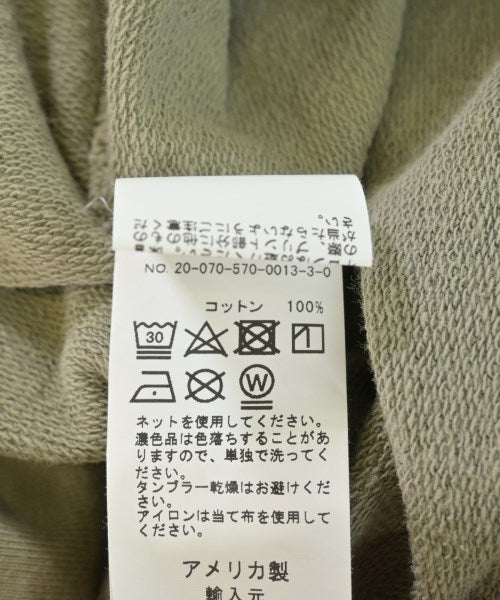 NO. 20-070-570-0013-3-0
コットン 100%
30
W
ネットを使用してください。
濃色品は色落ちすることがあ
りますので、単独で洗ってく
ださい。
タンブラー乾燥はお避けくだ
さい。
アイロンは当て布を使用して
ください。
アメリカ製
輸入元